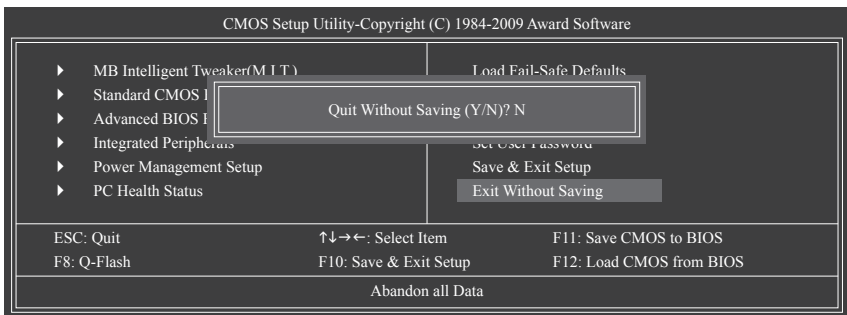 CMOS Setup Utility-Copyright (C) 1984-2009 Award Software
MB Intelligent Tweaker(M.I.T.)
Standard CMOS
Advanced BIOS
Integrated Peripherals
Power Management Setup
PC Health Status
Load Fail-Safe Defaults
Set User Password
Save & Exit Setup
Exit Without Saving
Quit Without Saving (Y/N)? N
ESC: Quit ↑↓→←: Select Item F11: Save CMOS to BIOS
F8: Q-Flash F10: Save & Exit Setup F12: Load CMOS from BIOS
Abandon all Data